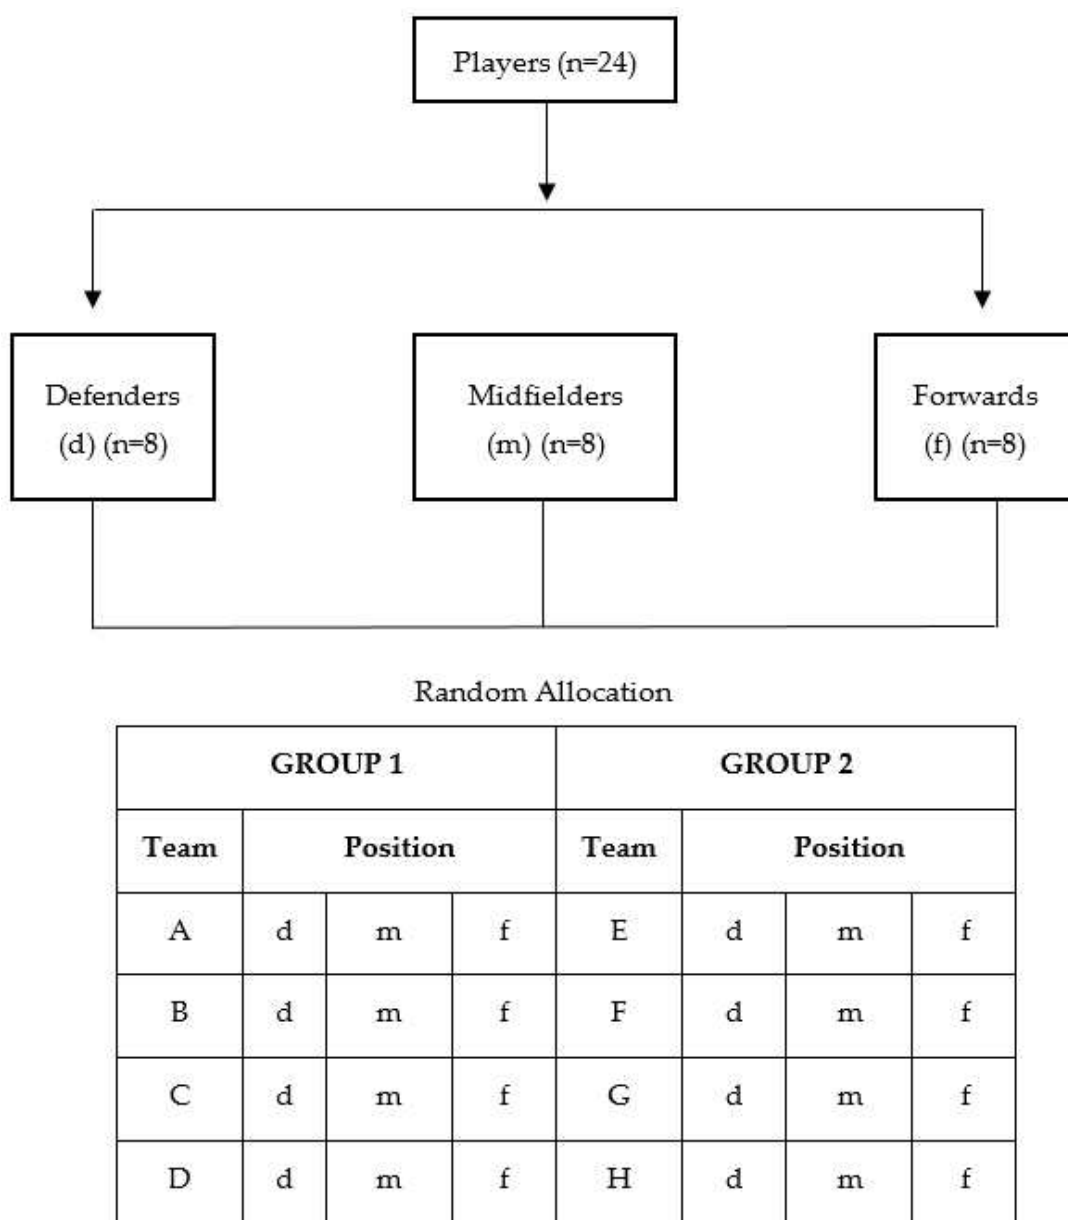 Players (n=24)
Defenders
(d) (n=8)
Midfielders
(m) (n=8)
Forwards
(f) (n=8)
Random Allocation
GROUP 1 GROUP 2
Team Position Team Position
A d m f E d m f
B d m f F d m f
C d m f G d m f
D d m f H d m f